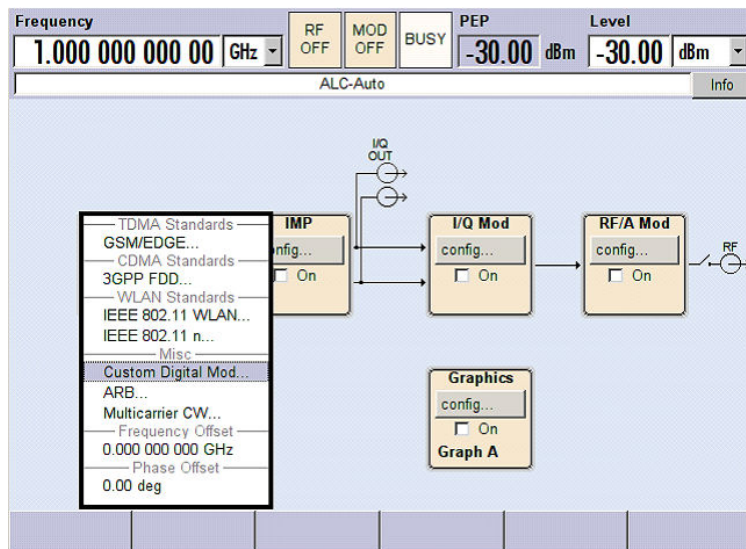 Frequency
RF OFF
MOD OFF
BUSY
PEP
Level
1.000 000 000 00 GHz
-30.00 dBm
-30.00 dBm
ALC-Auto
Info
I/Q
OUT
TDMA Standards
GSM/EDGE...
CDMA Standards
3GPP FDD...
WLAN Standards
IEEE 802.11 WLAN...
IEEE 802.11 n...
Misc
Custom Digital Mod...
ARB...
Multicarrier CW...
Frequency Offset
0.000 000 000 GHz
Phase Offset
0.00 deg
IMP
On
I/Q Mod
config...
On
RF/A Mod
config...
On
RF
Graphics
config...
On
Graph A